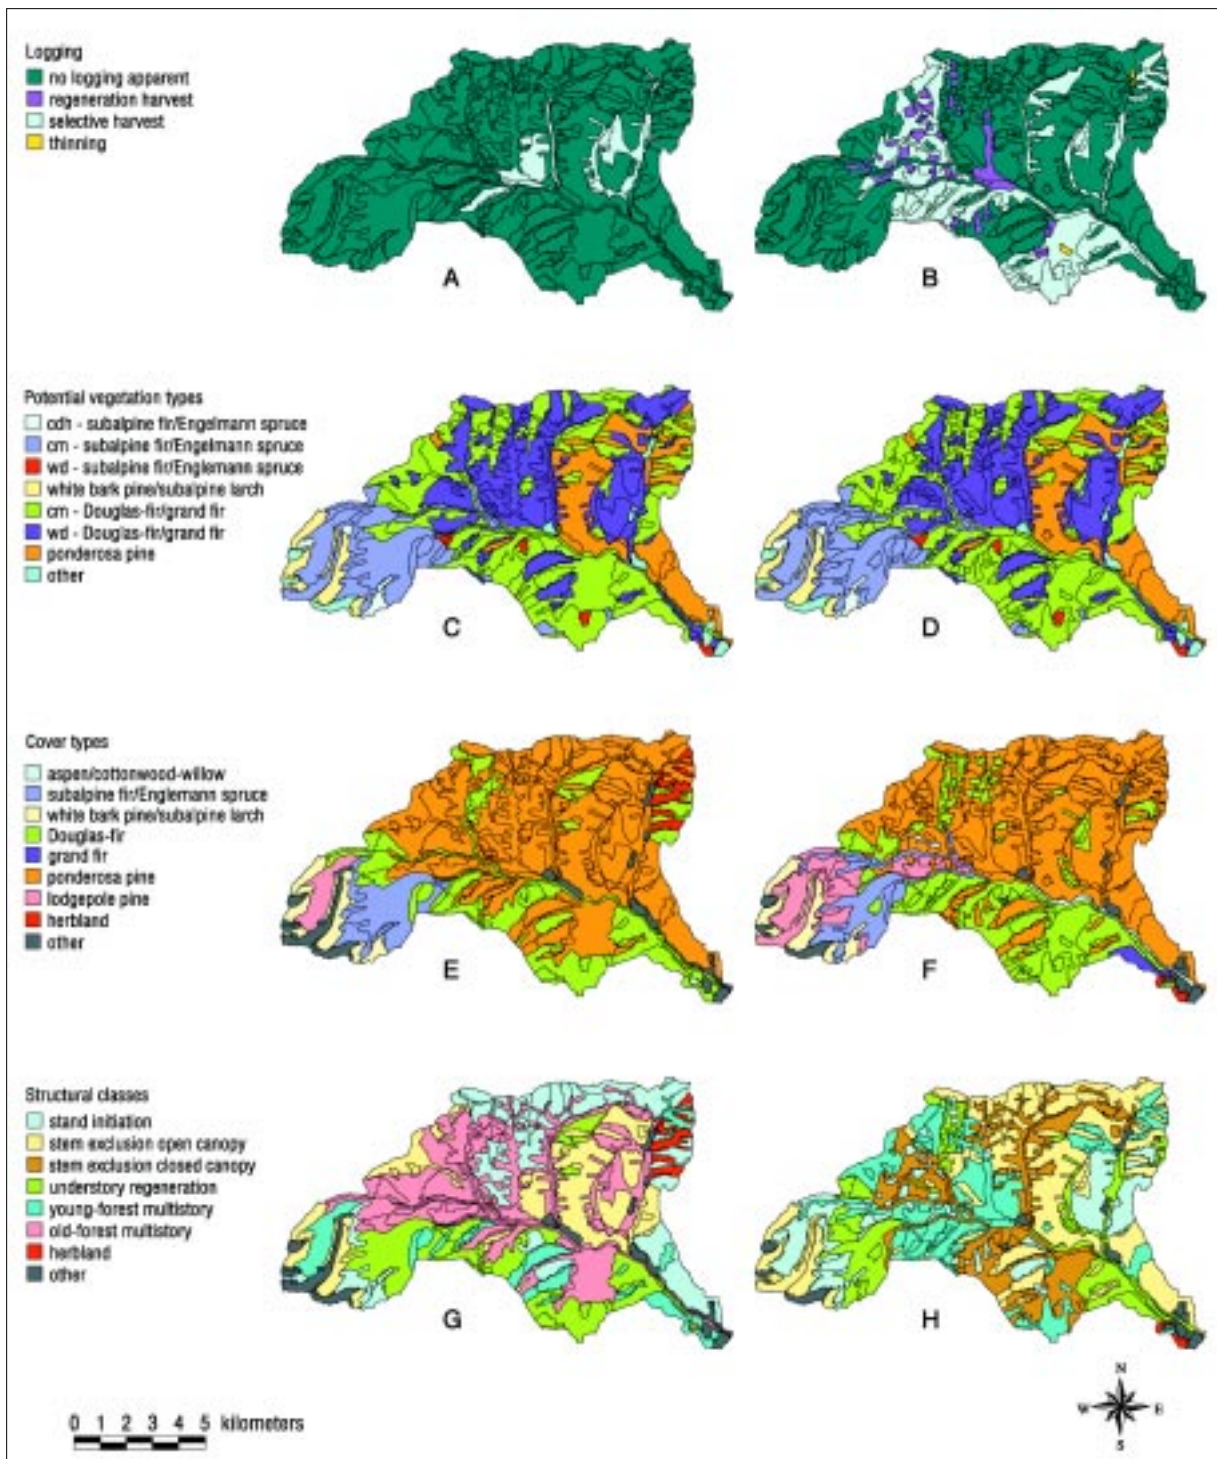 Logging
no logging apparent
regeneration harvest
selective harvest
thinning
A
B
Potential vegetation types
cdh - subalpine fir/Engelmann spruce
cm - subalpine fir/Engelmann spruce
wd - subalpine fir/Englemann spruce
white bark pine/subalpine larch
cm - Douglas-fir/grand fir
wd - Douglas-fir/grand fir
ponderosa pine
other
C
D
Cover types
aspen/cottonwood-willow
subalpine fir/Englemann spruce
white bark pine/subalpine larch
Douglas-fir
grand fir
ponderosa pine
lodgepole pine
herbland
other
E
F
Structural classes
stand initiation
stem exclusion open canopy
stem exclusion closed canopy
understory regeneration
young-forest multistory
old-forest multistory
herbland
other
G
H
N
W E
S
0 1 2 3 4 5 kilometers